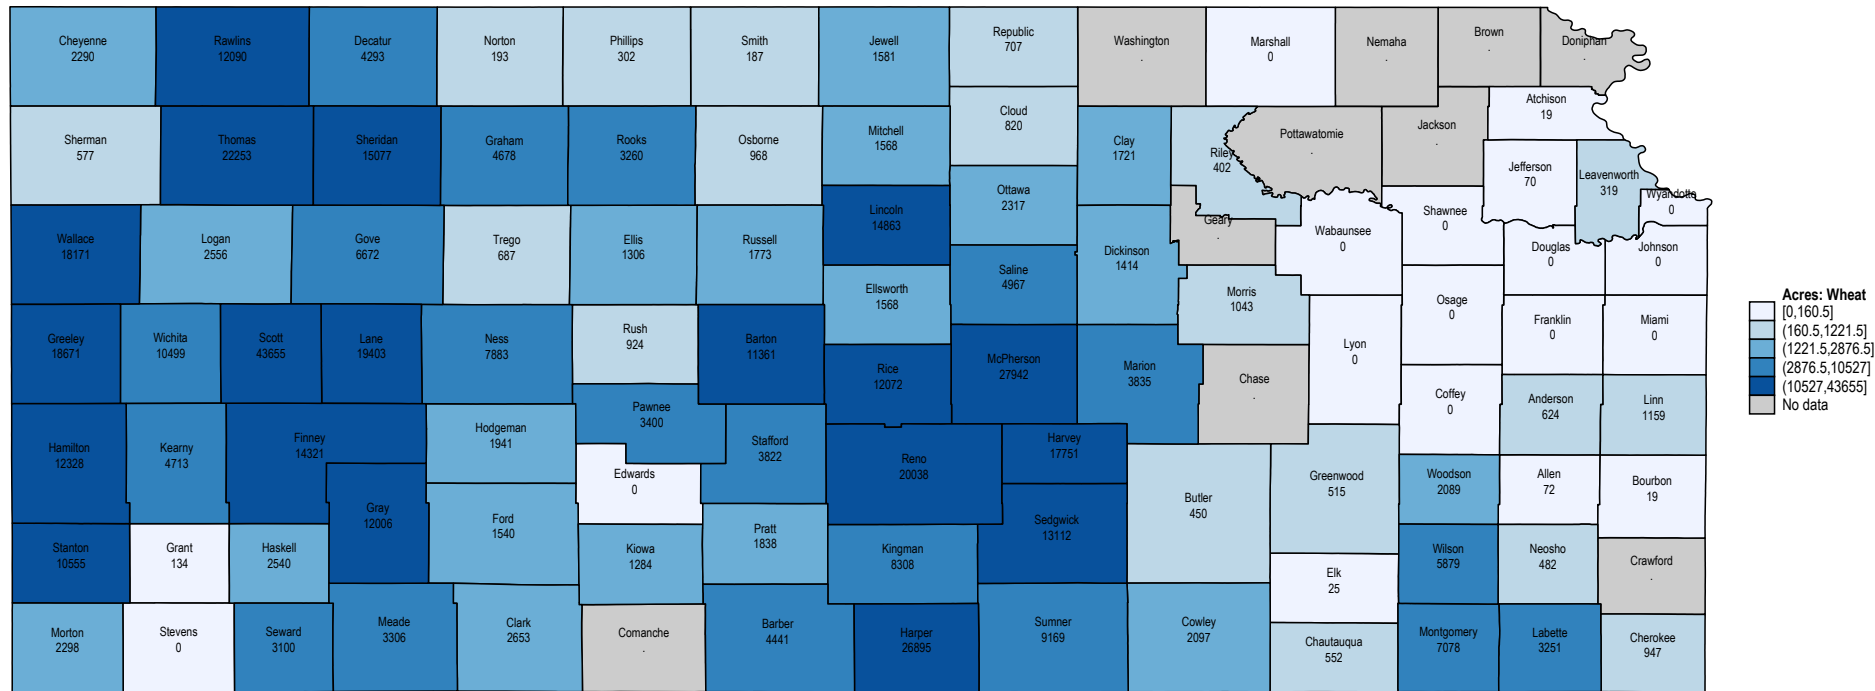 Cheyenne
2290
Rawlins
12090
Decatur
4293
Norton
193
Phillips
302
Smith
187
Jewell
1581
Republic
707
Washington
.
Marshall
0
Nemaha
.
Brown
.
Doniphan
.
Sherman
577
Thomas
22253
Sheridan
15077
Graham
4678
Rooks
3260
Osborne
968
Mitchell
1568
Cloud
820
Clay
1721
Riley
402
Pottawatomie
.
Jackson
.
Atchison
19
Jefferson
70
Leavenworth
319
Wyandotte
0
Wallace
18171
Logan
2556
Gove
6672
Trego
687
Ellis
1306
Russell
1773
Lincoln
14863
Ottawa
2317
Saline
4967
Dickinson
1414
Geary
.
Wabaunsee
0
Shawnee
0
Douglas
0
Johnson
0
Ellsworth
1568
Morris
1043
Osage
0
Franklin
0
Miami
0
Greeley
18671
Wichita
10499
Scott
43655
Lane
19403
Ness
7883
Rush
924
Barton
11361
Rice
12072
McPherson
27942
Marion
3835
Chase
.
Lyon
0
Coffey
0
Anderson
624
Linn
1159
Hamilton
12328
Kearny
4713
Finney
14321
Hodgeman
1941
Pawnee
3400
Stafford
3822
Edwards
0
Reno
20038
Harvey
17751
Butler
450
Greenwood
515
Woodson
2089
Allen
72
Bourbon
19
Gray
12006
Ford
1540
Pratt
1838
Sedgwick
13112
Stanton
10555
Grant
134
Haskell
2540
Kiowa
1284
Kingman
8308
Elk
25
Wilson
5879
Neosho
482
Crawford
.
Morton
2298
Stevens
0
Seward
3100
Meade
3306
Clark
2653
Comanche
.
Barber
4441
Harper
26895
Sumner
9169
Cowley
2097
Chautauqua
552
Montgomery
7078
Labette
3251
Cherokee
947
Acres: Wheat
[0,160.5]
(160.5,1221.5]
(1221.5,2876.5]
(2876.5,10527]
(10527,43655]
No data